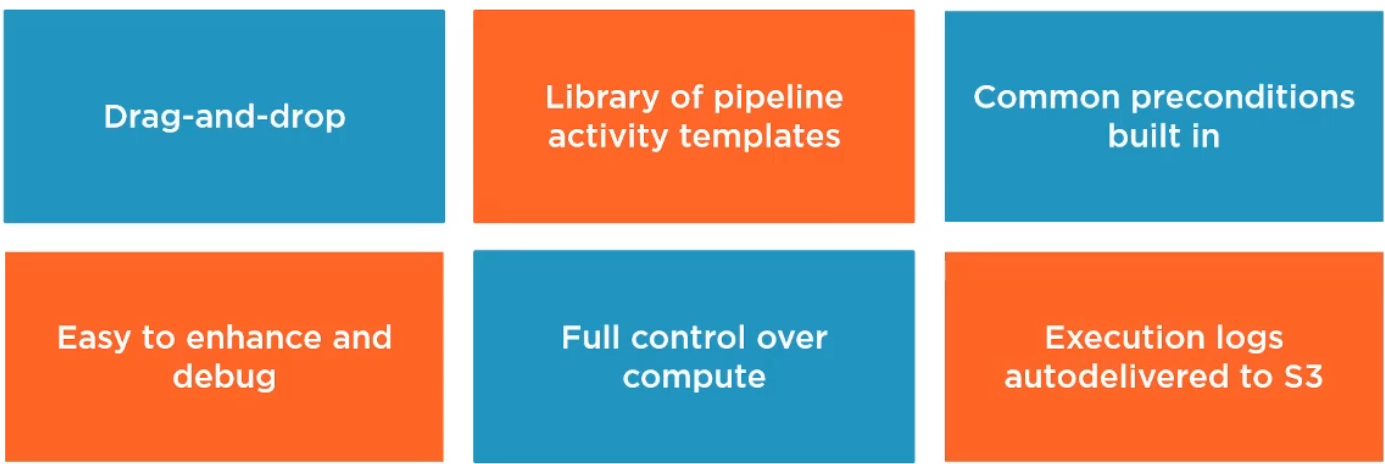 Drag-and-drop
Library of pipeline
activity templates
Common preconditions
built in
Easy to enhance and
debug
Full control over
compute
Execution logs
autodelivered to S3